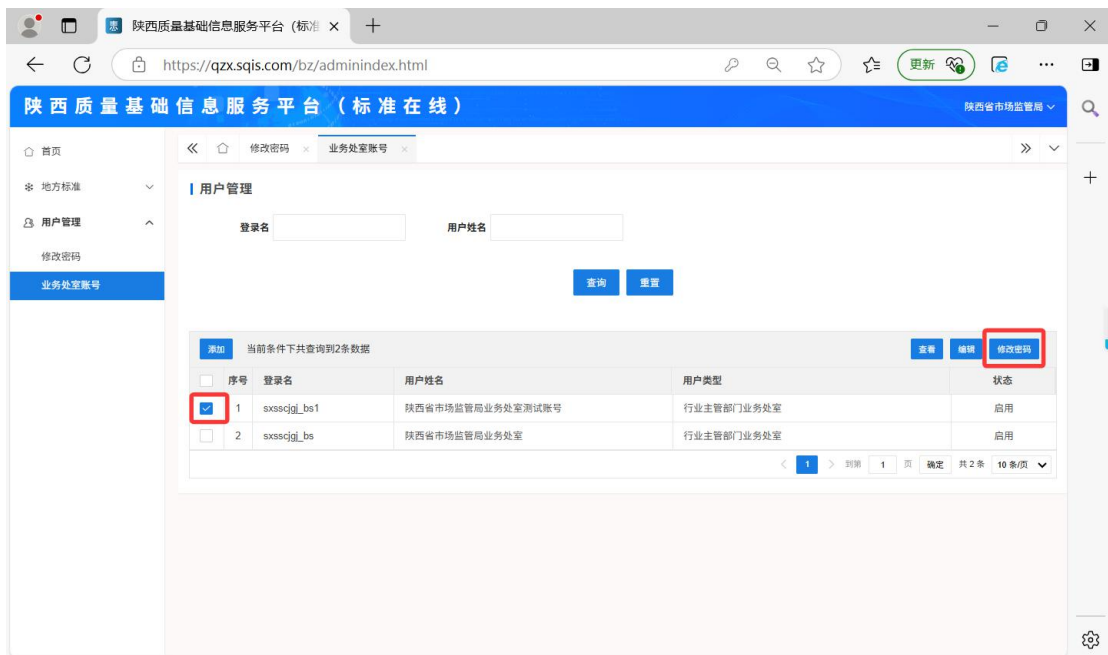 陕西质量基础信息服务平台（标准
https://qzx.sqis.com/bz/adminindex.html
更新
陕西质量基础信息服务平台（标准在线）
陕西省市场监管局
首页
修改密码
业务处室账号
地方标准
用户管理
用户管理
登录名
用户姓名
修改密码
业务处室账号
查询 重置
添加 当前条件下共查询到2条数据 查看 编辑 修改密码
序号 登录名 用户姓名 用户类型 状态
1 sxsscjgj_bs1 陕西省市场监管局业务处室测试账号 行业主管部门业务处室 启用
2 sxsscjgj_bs 陕西省市场监管局业务处室 行业主管部门业务处室 启用
1 到第 1 页 确定 共 2 条 10 条/页